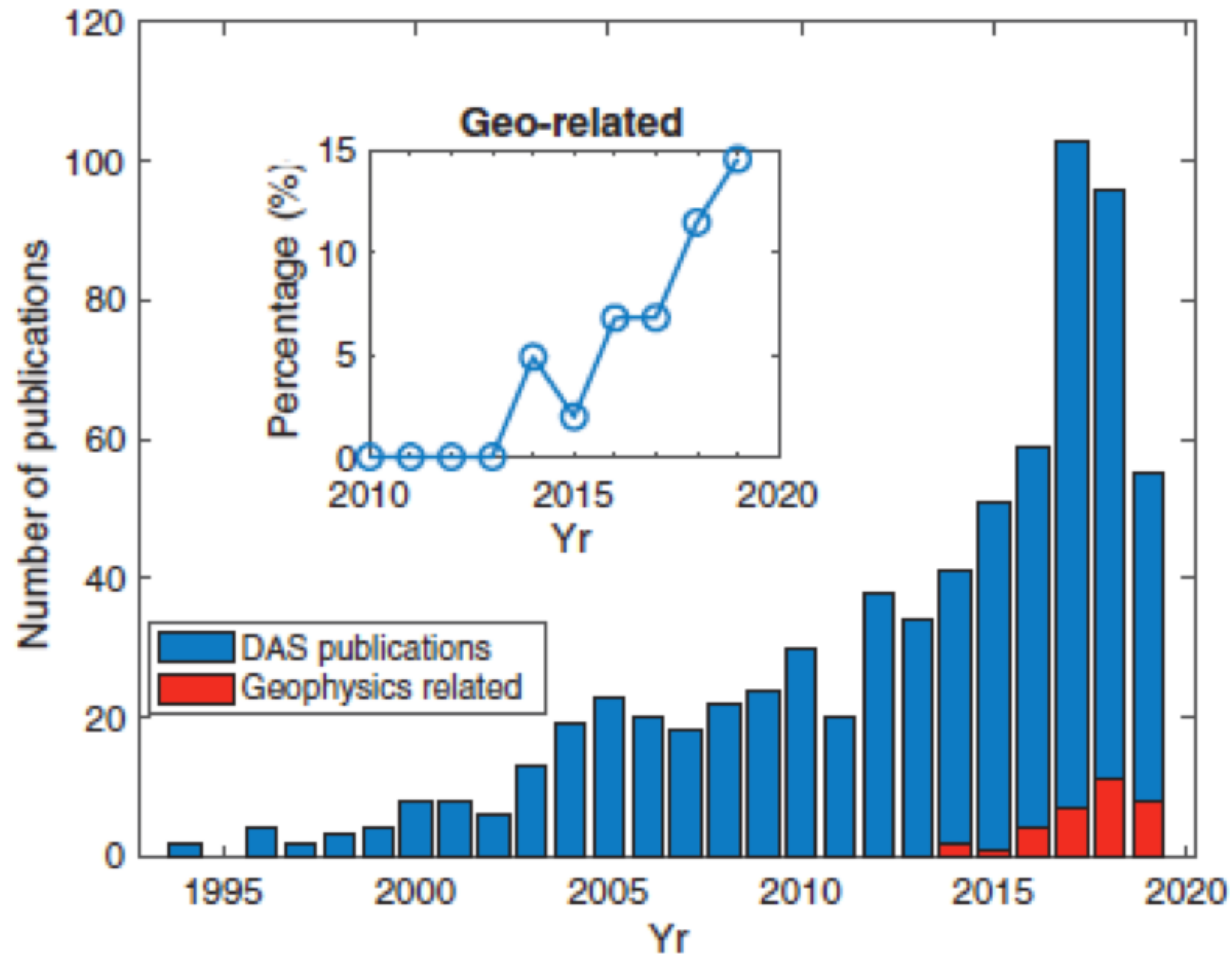 120
100
80
60
40
20
0
Number of publications
Geo-related
15
10
5
0
Percentage (%)
2010 2015 2020
Yr
DAS publications
Geophysics related
1995 2000 2005 2010 2015 2020
Yr